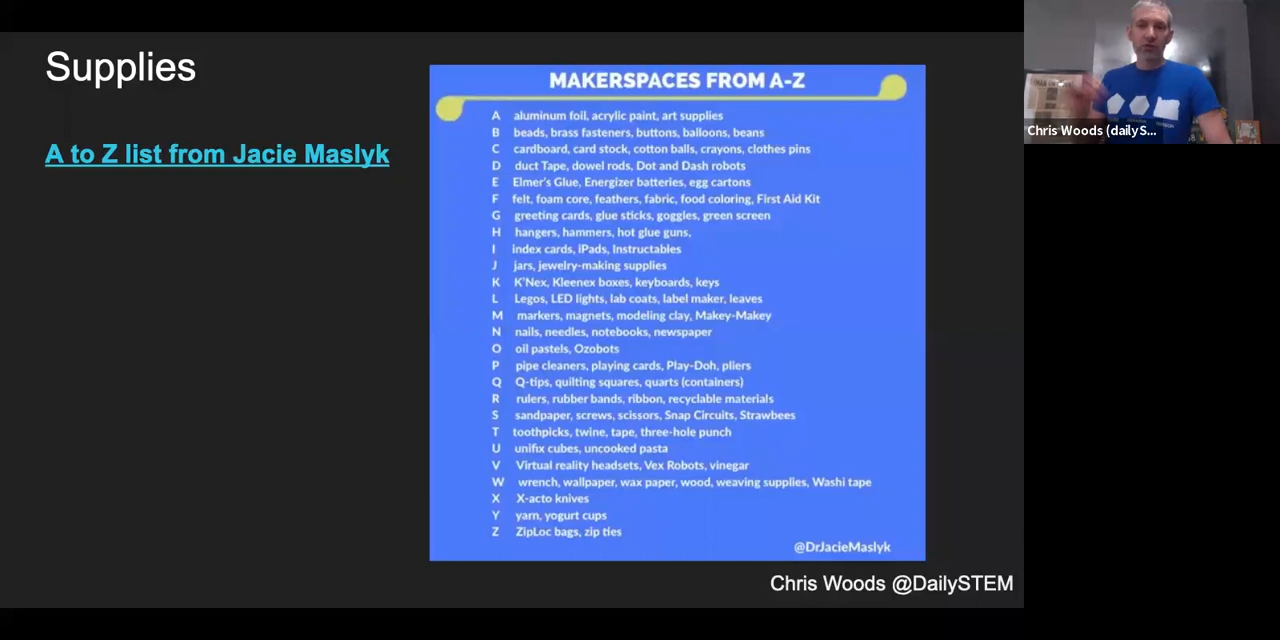 Supplies
A to Z list from Jacie Maslyk
MAKERSPACES FROM A-Z
A aluminum foil, acrylic paint, art supplies
B beads, brass fasteners, buttons, balloons, beans
C cardboard, card stock, cotton balls, crayons, clothes pins
D duct Tape, dowel rods, Dot and Dash robots
E Elmer's Glue, Energizer batteries, egg cartons
F felt, foam core, feathers, fabric, food coloring, First Aid Kit
G greeting cards, glue sticks, goggles, green screen
H hangers, hammers, hot glue guns,
I index cards, iPads, Instructables
J jars, jewelry-making supplies
K K'Nex, Kleenex boxes, keyboards, keys
L Legos, LED lights, lab coats, label maker, leaves
M markers, magnets, modeling clay, Makey-Makey
N nails, needles, notebooks, newspaper
O oil pastels, Ozobots
P pipe cleaners, playing cards, Play-Doh, pliers
Q Q-tips, quilting squares, quarts (containers)
R rulers, rubber bands, ribbon, recyclable materials
S sandpaper, screws, scissors, Snap Circuits, Strawbees
T toothpicks, twine, tape, three-hole punch
U unifix cubes, uncooked pasta
V Virtual reality headsets, Vex Robots, vinegar
W wrench, wallpaper, wax paper, wood, weaving supplies, Washi tape
X X-acto knives
Y yarn, yogurt cups
Z ZipLoc bags, zip ties
@DrJacieMaslyk
Chris Woods @DailySTEM
Chris Woods (dailyS...